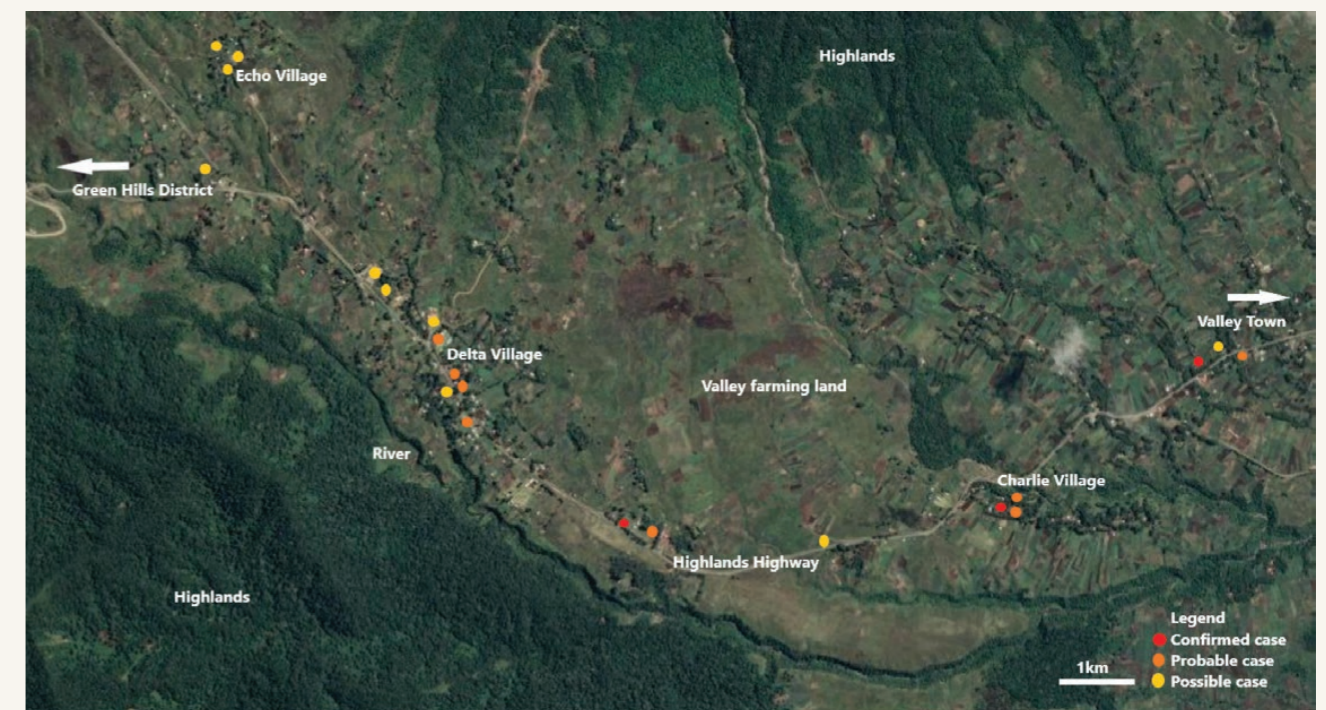 Highlands
Echo Village
Green Hills District
Valley Town
Delta Village
Valley farming land
River
Charlie Village
Highlands Highway
Highlands
Legend
Confirmed case
1km
Probable case
Possible case